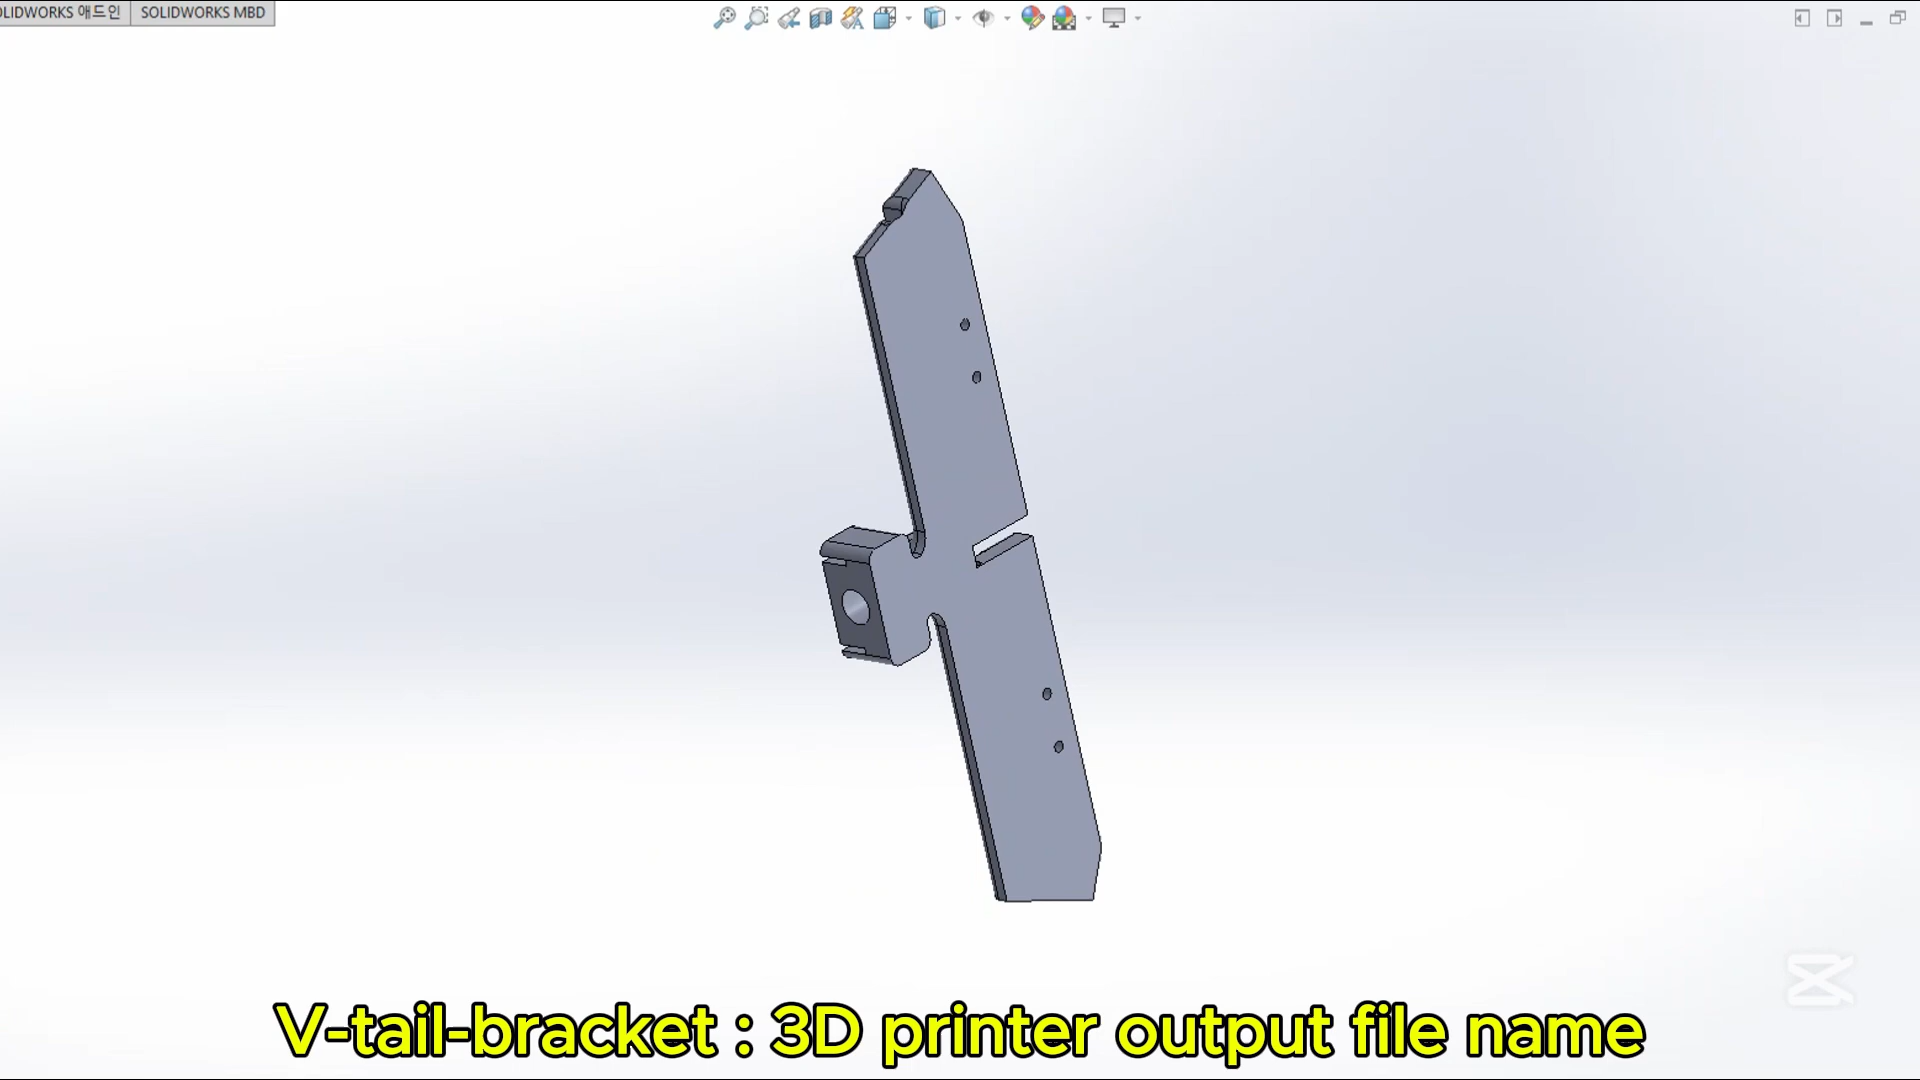 OLIDWORKS 애드인
SOLIDWORKS MBD
V-tail-bracket : 3D printer output file name